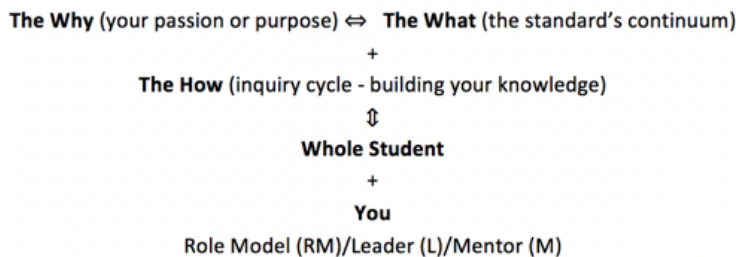 The Why (your passion or purpose) ⇔ The What (the standard’s continuum)
+
The How (inquiry cycle - building your knowledge)
⇕
Whole Student
+
You
Role Model (RM)/Leader (L)/Mentor (M)